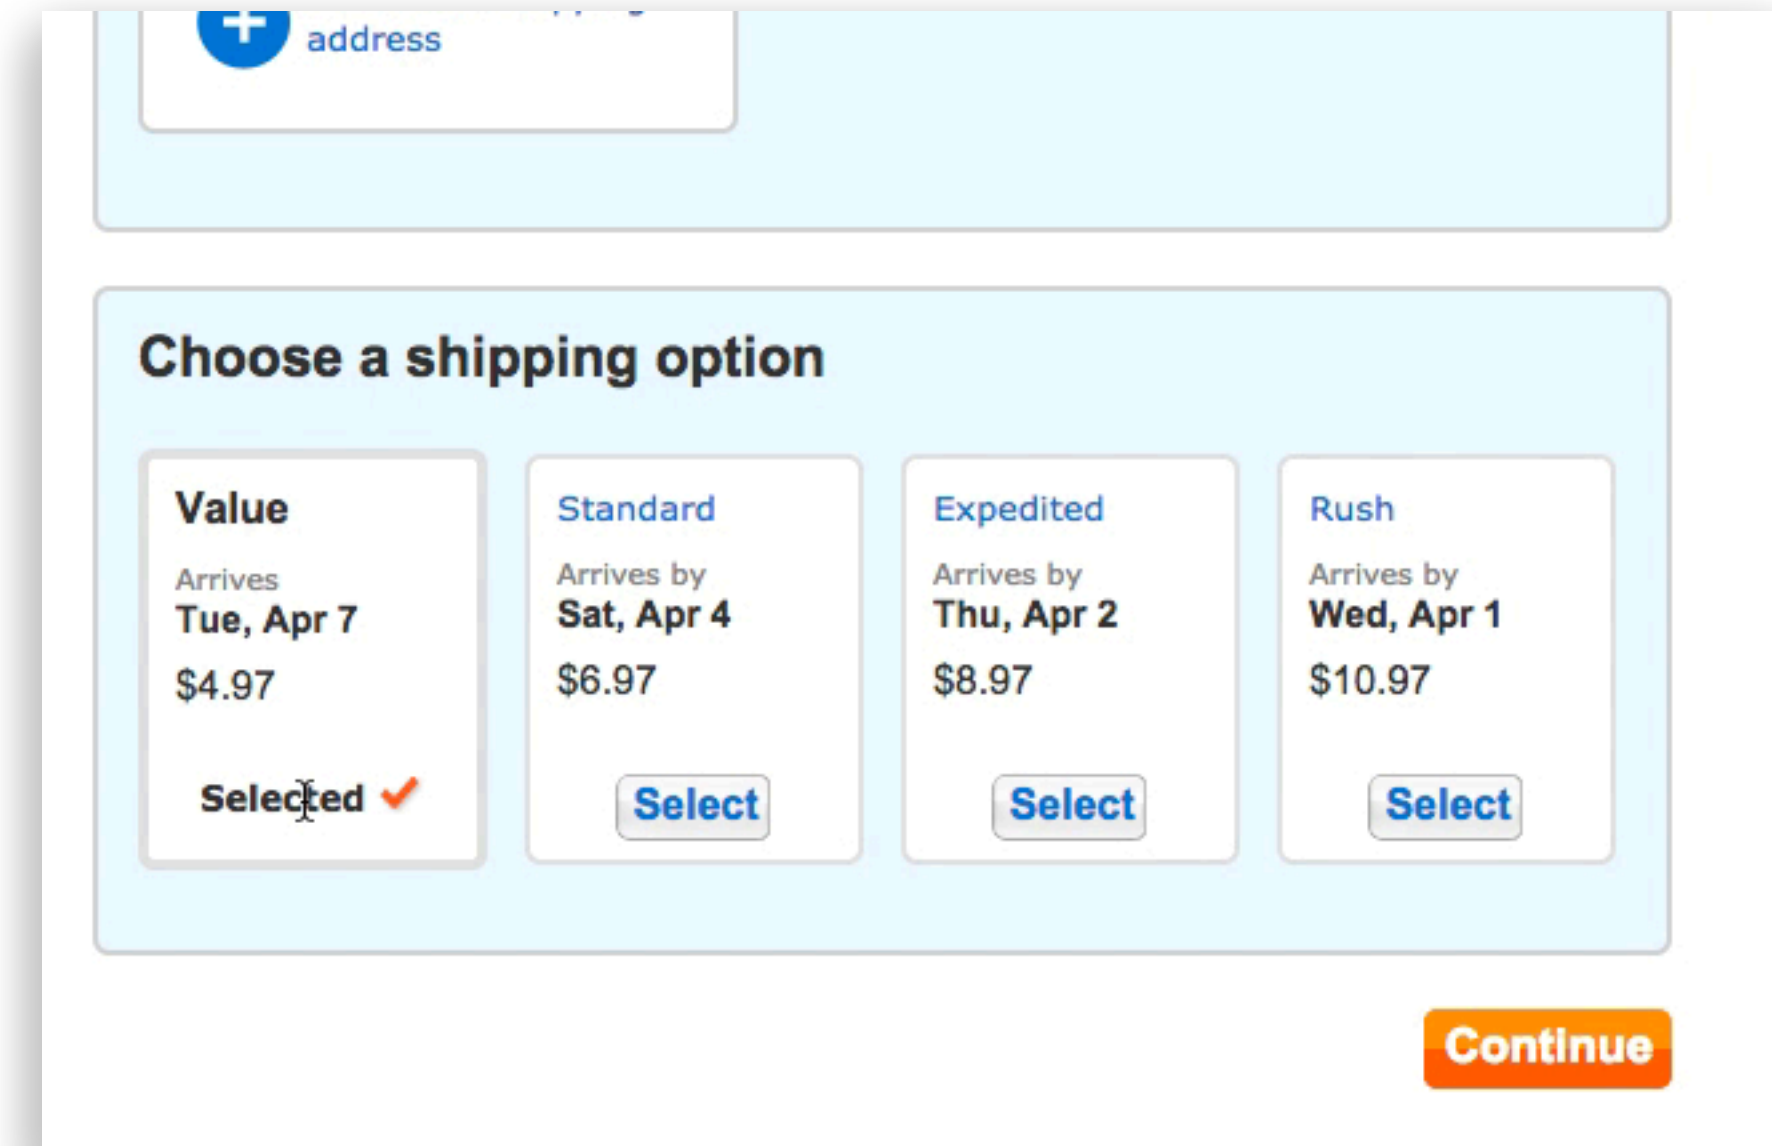 address
Choose a shipping option
Value
Arrives
Tue, Apr 7
$4.97
Selected
Standard
Arrives by
Sat, Apr 4
$6.97
Select
Expedited
Arrives by
Thu, Apr 2
$8.97
Select
Rush
Arrives by
Wed, Apr 1
$10.97
Select
Continue